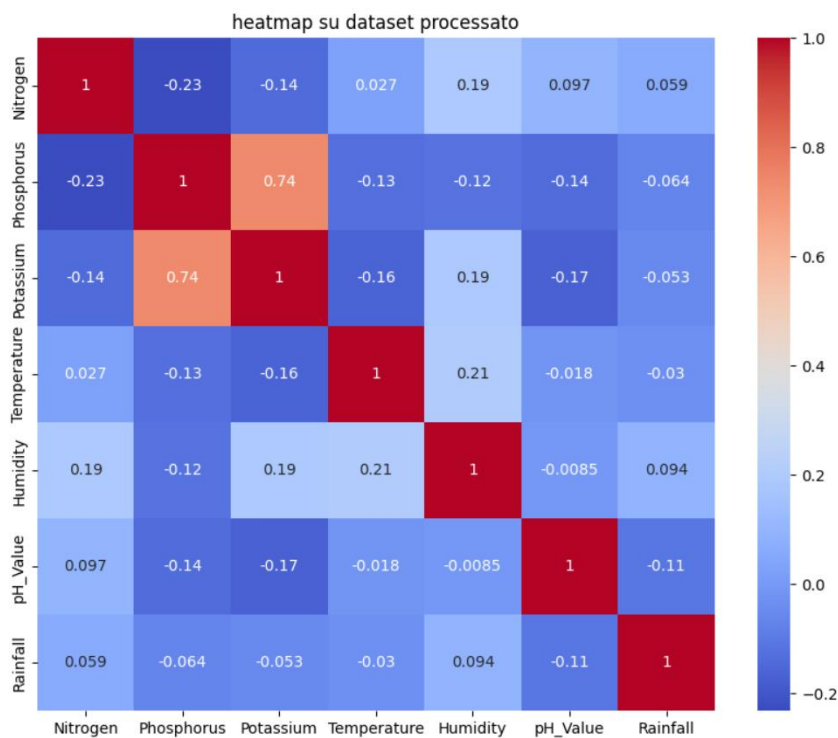 heatmap su dataset processato
Nitrogen 1 -0.23 -0.14 0.027 0.19 0.097 0.059
Phosphorus -0.23 1 0.74 -0.13 -0.12 -0.14 -0.064
Potassium -0.14 0.74 1 -0.16 0.19 -0.17 -0.053
Temperature 0.027 -0.13 -0.16 1 0.21 -0.018 -0.03
Humidity 0.19 -0.12 0.19 0.21 1 -0.0085 0.094
pH_Value 0.097 -0.14 -0.17 -0.018 -0.0085 1 -0.11
Rainfall 0.059 -0.064 -0.053 -0.03 0.094 -0.11 1
Nitrogen Phosphorus Potassium Temperature Humidity pH_Value Rainfall
1.0
0.8
0.6
0.4
0.2
0.0
−0.2